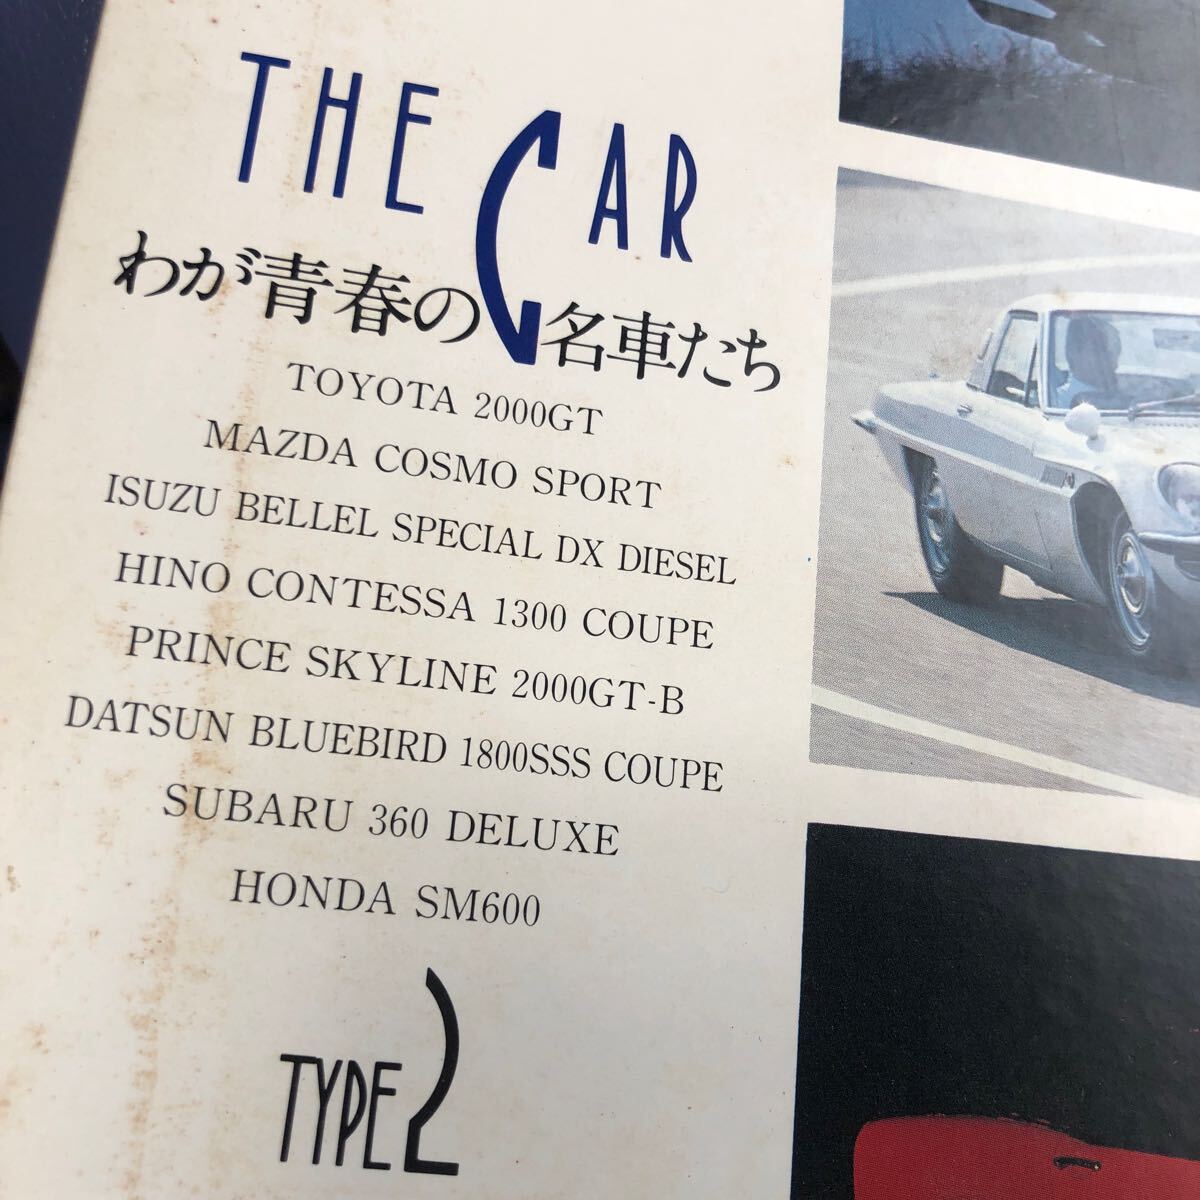 THE CAR
わが青春の名車たち
TOYOTA 2000GT
MAZDA COSMO SPORT
ISUZU BELLEL SPECIAL DX DIESEL
HINO CONTESSA 1300 COUPE
PRINCE SKYLINE 2000GT-B
DATSUN BLUEBIRD 1800SSS COUPE
SUBARU 360 DELUXE
HONDA SM600
TYPE 2